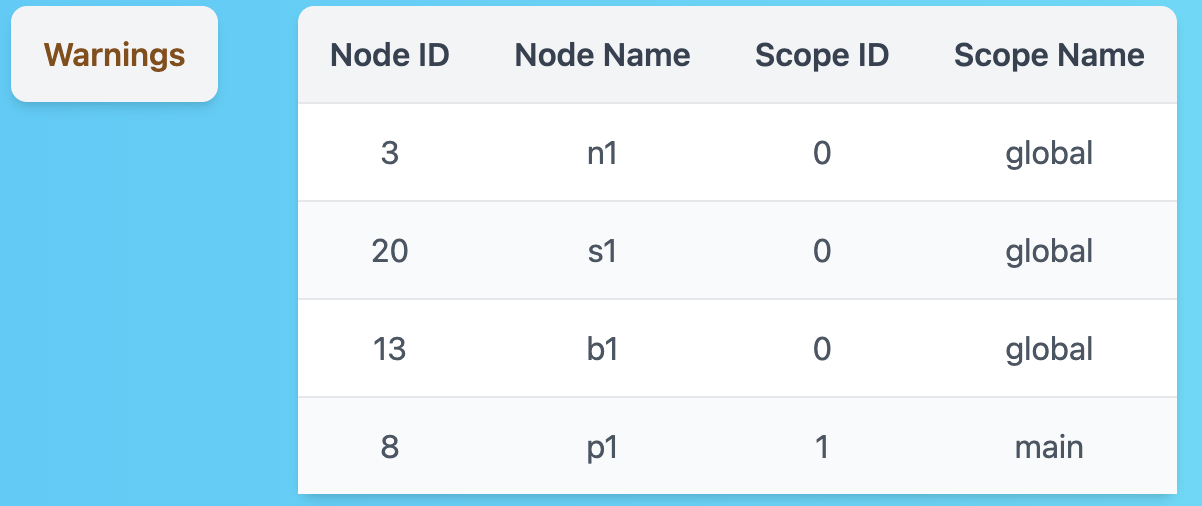 Warnings
Node ID Node Name Scope ID Scope Name
3 n1 0 global
20 s1 0 global
13 b1 0 global
8 p1 1 main